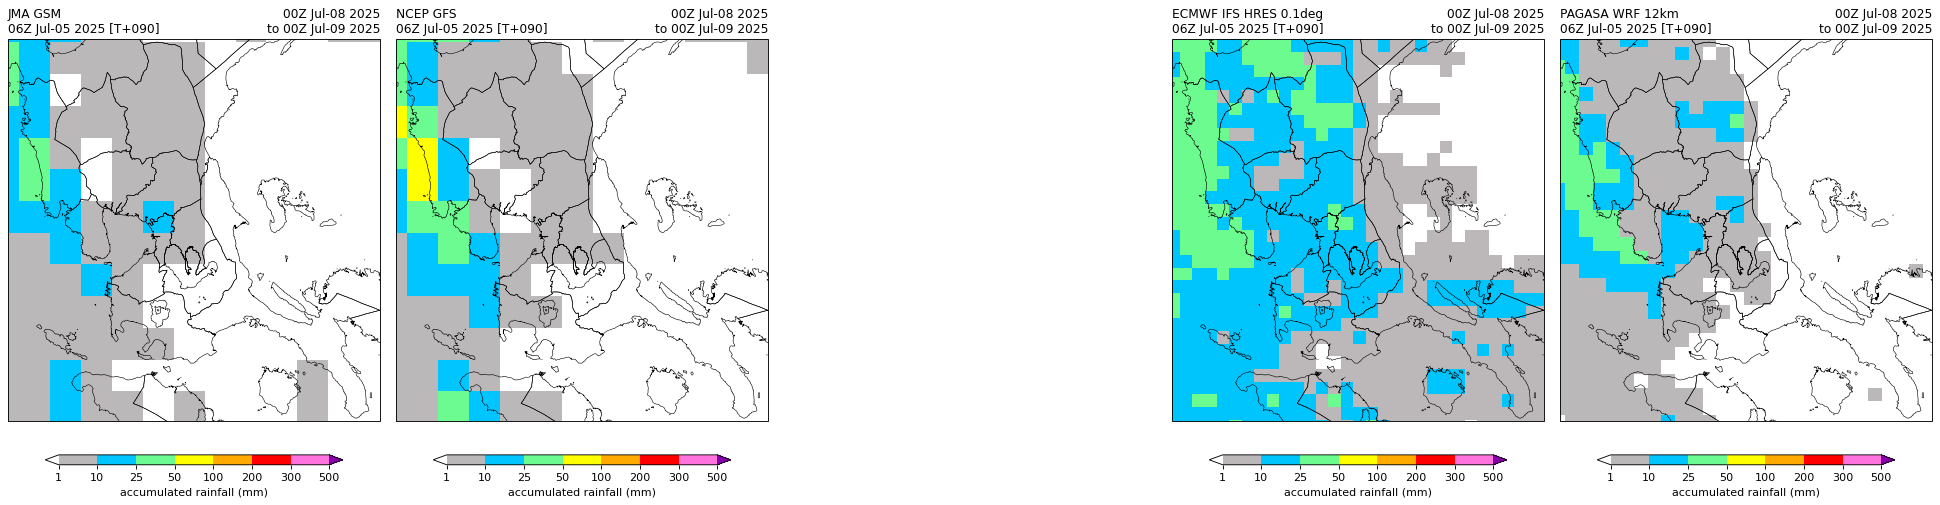 JMA GSM 00Z Jul-08 2025
06Z Jul-05 2025 [T+090] to 00Z Jul-09 2025
1 10 25 50 100 200 300 500
accumulated rainfall (mm)
NCEP GFS 00Z Jul-08 2025
06Z Jul-05 2025 [T+090] to 00Z Jul-09 2025
1 10 25 50 100 200 300 500
accumulated rainfall (mm)
ECMWF IFS HRES 0.1deg 00Z Jul-08 2025
06Z Jul-05 2025 [T+090] to 00Z Jul-09 2025
1 10 25 50 100 200 300 500
accumulated rainfall (mm)
PAGASA WRF 12km 00Z Jul-08 2025
06Z Jul-05 2025 [T+090] to 00Z Jul-09 2025
1 10 25 50 100 200 300 500
accumulated rainfall (mm)